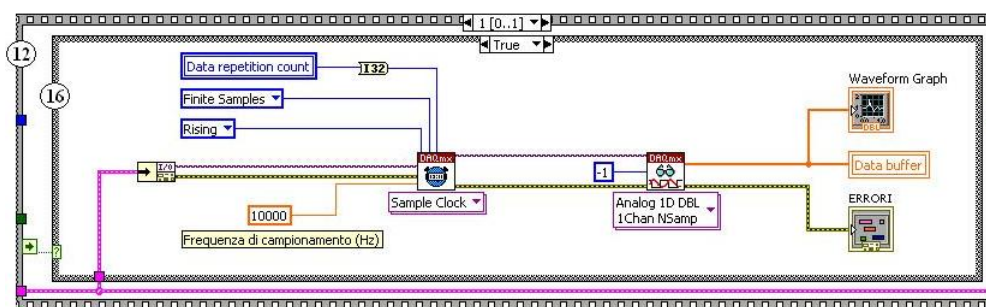 1 [0..1]
True
12
16
Data repetition count
I32
Finite Samples
Rising
I/O
DAQmx
Sample Clock
10000
Frequenza di campionamento (Hz)
-1
DAQmx
Analog 1D DBL
1Chan NSamp
Waveform Graph
DBL
Data buffer
ERRORI
?